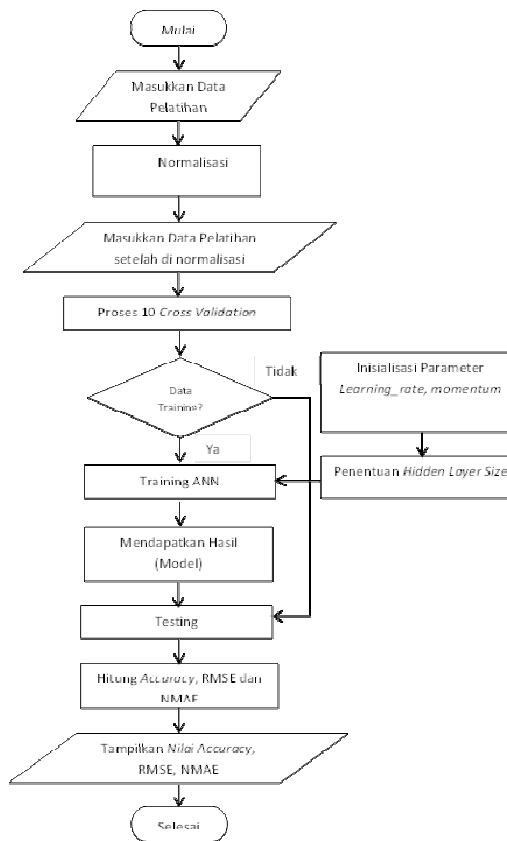 Mulai
Masukkan Data
Pelatihan
Normalisasi
Masukkan Data Pelatihan
setelah di normalisasi
Proses 10 Cross Validation
Data
Training?
Tidak
Ya
Inisialisasi Parameter
Learning_rate, momentum
Penentuan Hidden Layer Size
Training ANN
Mendapatkan Hasil
(Model)
Testing
Hitung Accuracy, RMSE dan
NMAE
Tampilkan Nilai Accuracy,
RMSE, NMAE
Selesai